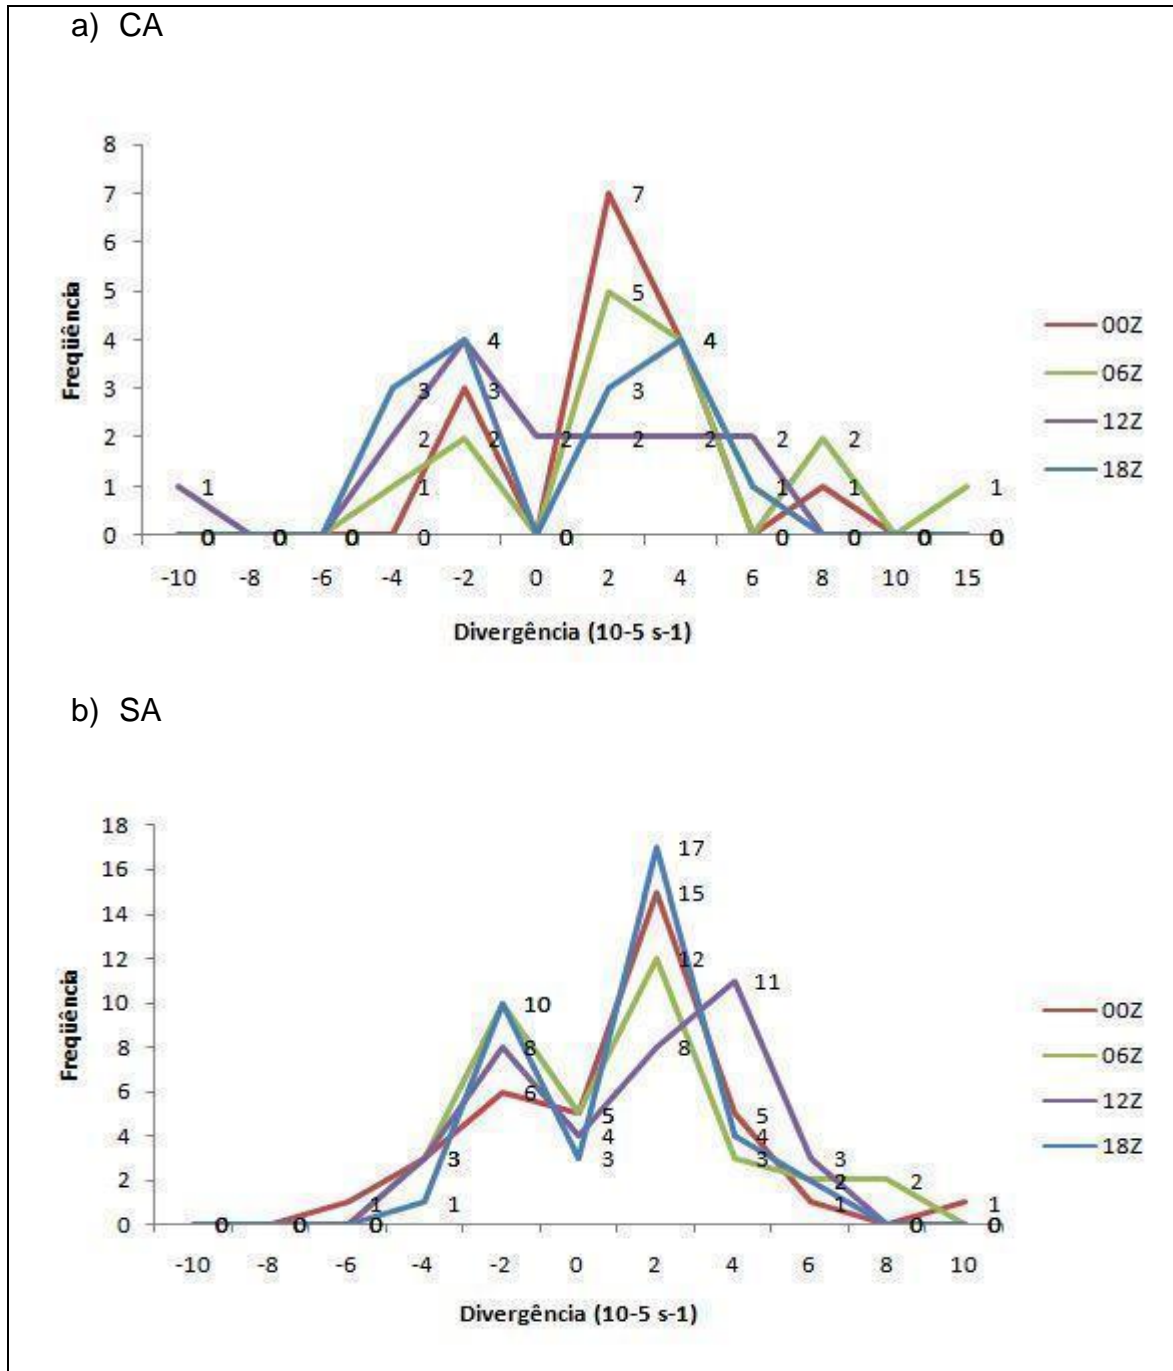 a) CA
8
7 7
6
5 5
Freqüência
4 4 4
3 3 3 3
2 2 2 2 2 2 2 2
1 1 1 1 1 1
0 0 0 0 0 0 0 0 0 0
-10 -8 -6 -4 -2 0 2 4 6 8 10 15
Divergência (10-5 s-1)
00Z
06Z
12Z
18Z
b) SA
18
17
16
15
14
12 12
11
10 10
Freqüência
8 8 8
6 6
5 5
4 4 4
3 3 3 3
2 2 2
1 1 1 1
0 0 0 0 0 0
-10 -8 -6 -4 -2 0 2 4 6 8 10
Divergência (10-5 s-1)
00Z
06Z
12Z
18Z